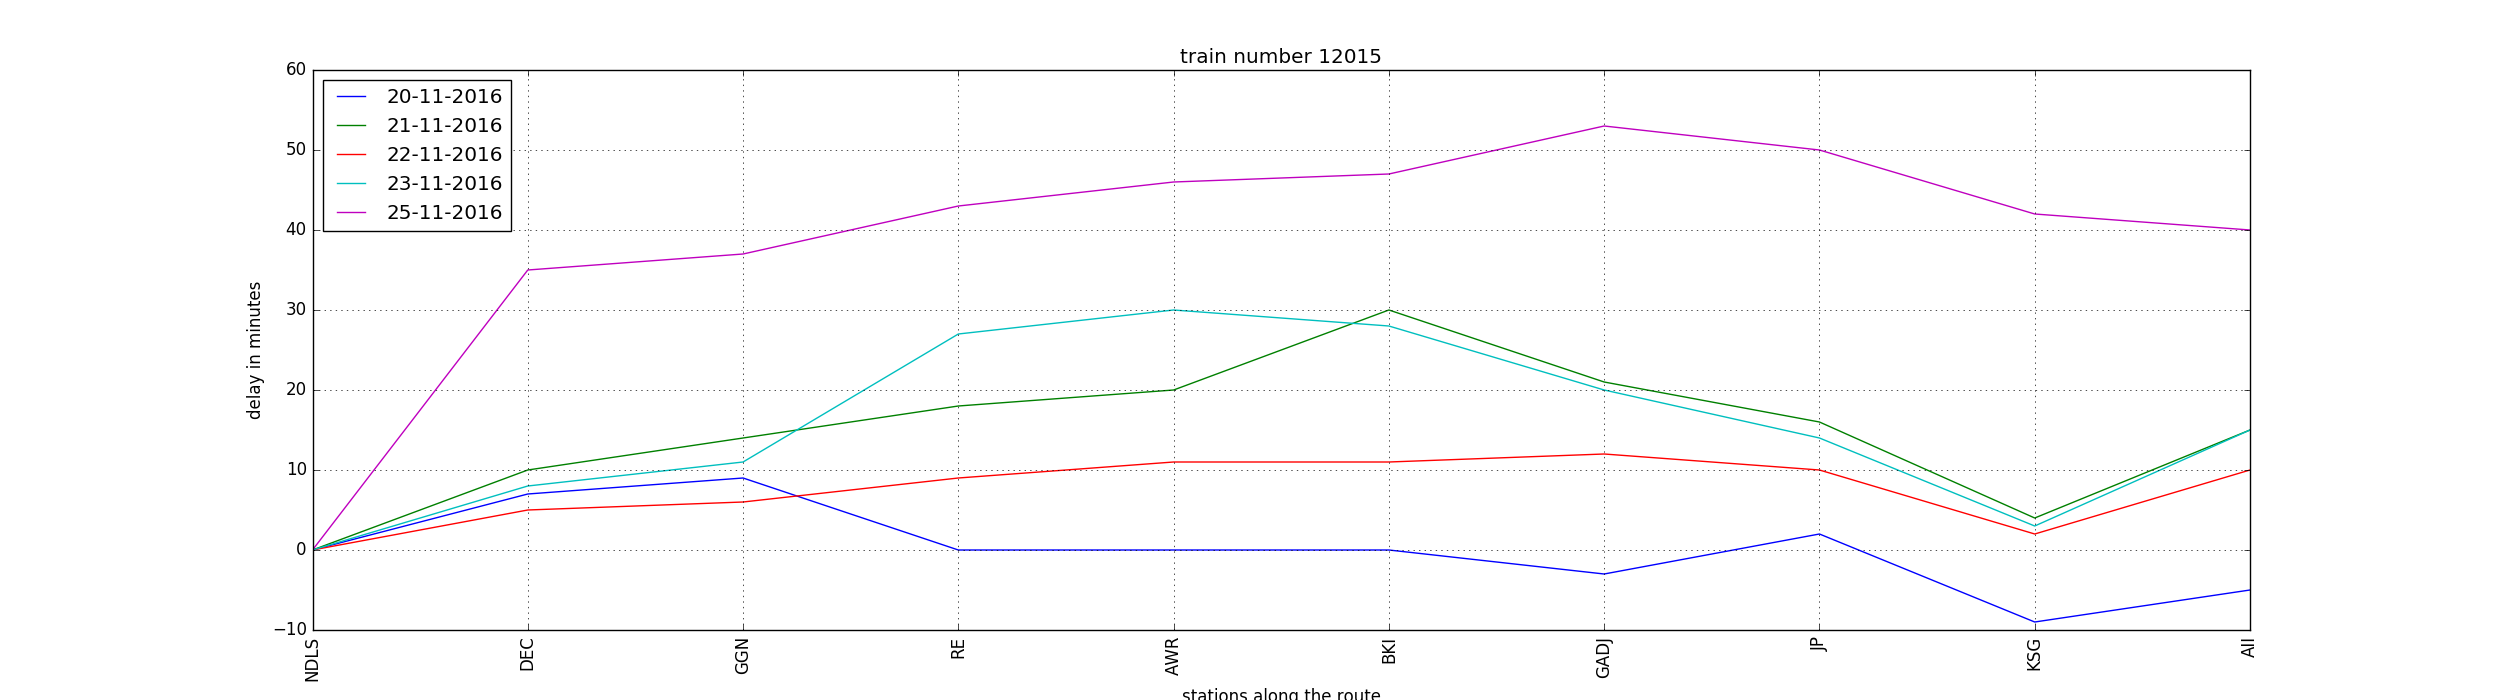 train number 12015
60
50
40
30
20
10
0
−10
20-11-2016
21-11-2016
22-11-2016
23-11-2016
25-11-2016
delay in minutes
NDLS
DEC
GGN
RE
AWR
BKI
GADJ
JP
KSG
AII
stations along the route